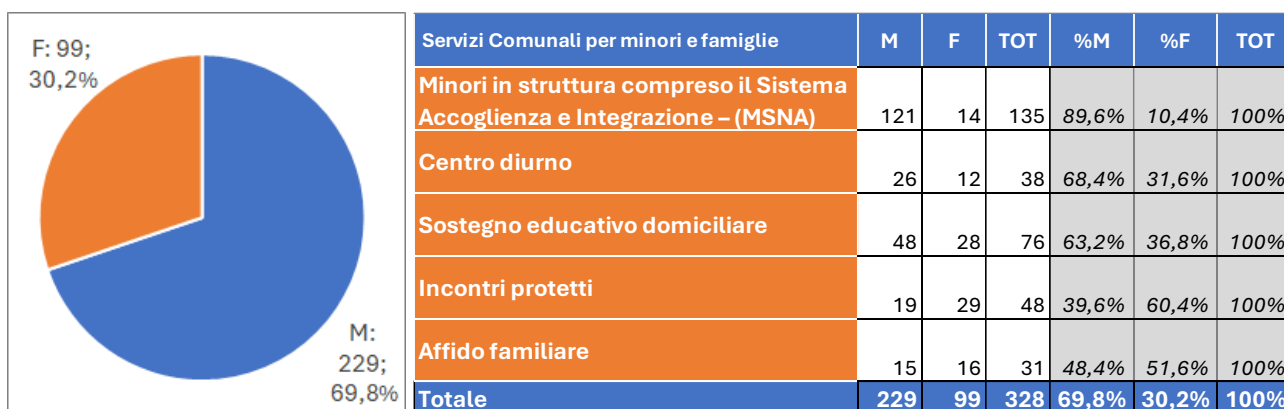 F: 99;
30,2%
M:
229;
69,8%
Servizi Comunali per minori e famiglie M F TOT %M %F TOT
Minori in struttura compreso il Sistema
Accoglienza e Integrazione – (MSNA) 121 14 135 89,6% 10,4% 100%
Centro diurno 26 12 38 68,4% 31,6% 100%
Sostegno educativo domiciliare 48 28 76 63,2% 36,8% 100%
Incontri protetti 19 29 48 39,6% 60,4% 100%
Affido familiare 15 16 31 48,4% 51,6% 100%
Totale 229 99 328 69,8% 30,2% 100%